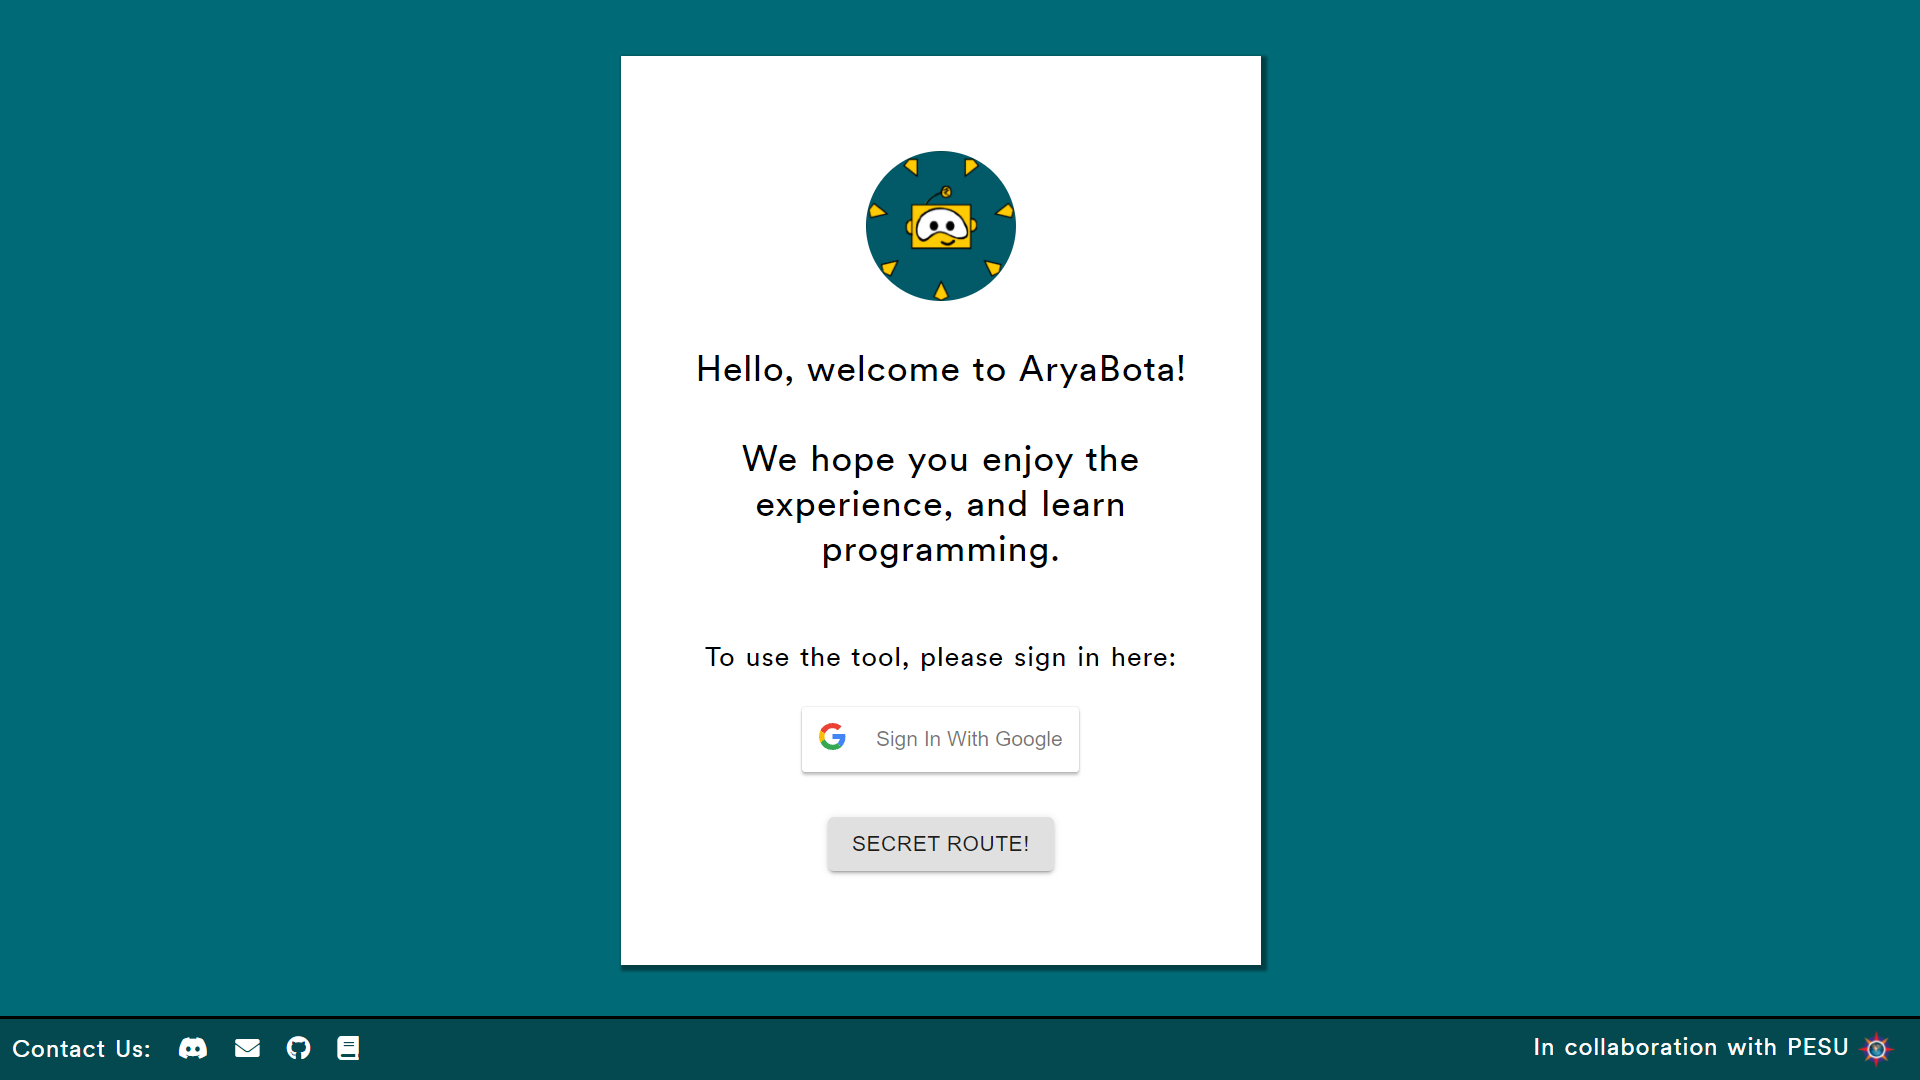 Hello, welcome to AryaBota!
We hope you enjoy the
experience, and learn
programming.
To use the tool, please sign in here:
Sign In With Google
SECRET ROUTE!
Contact Us:
In collaboration with PESU